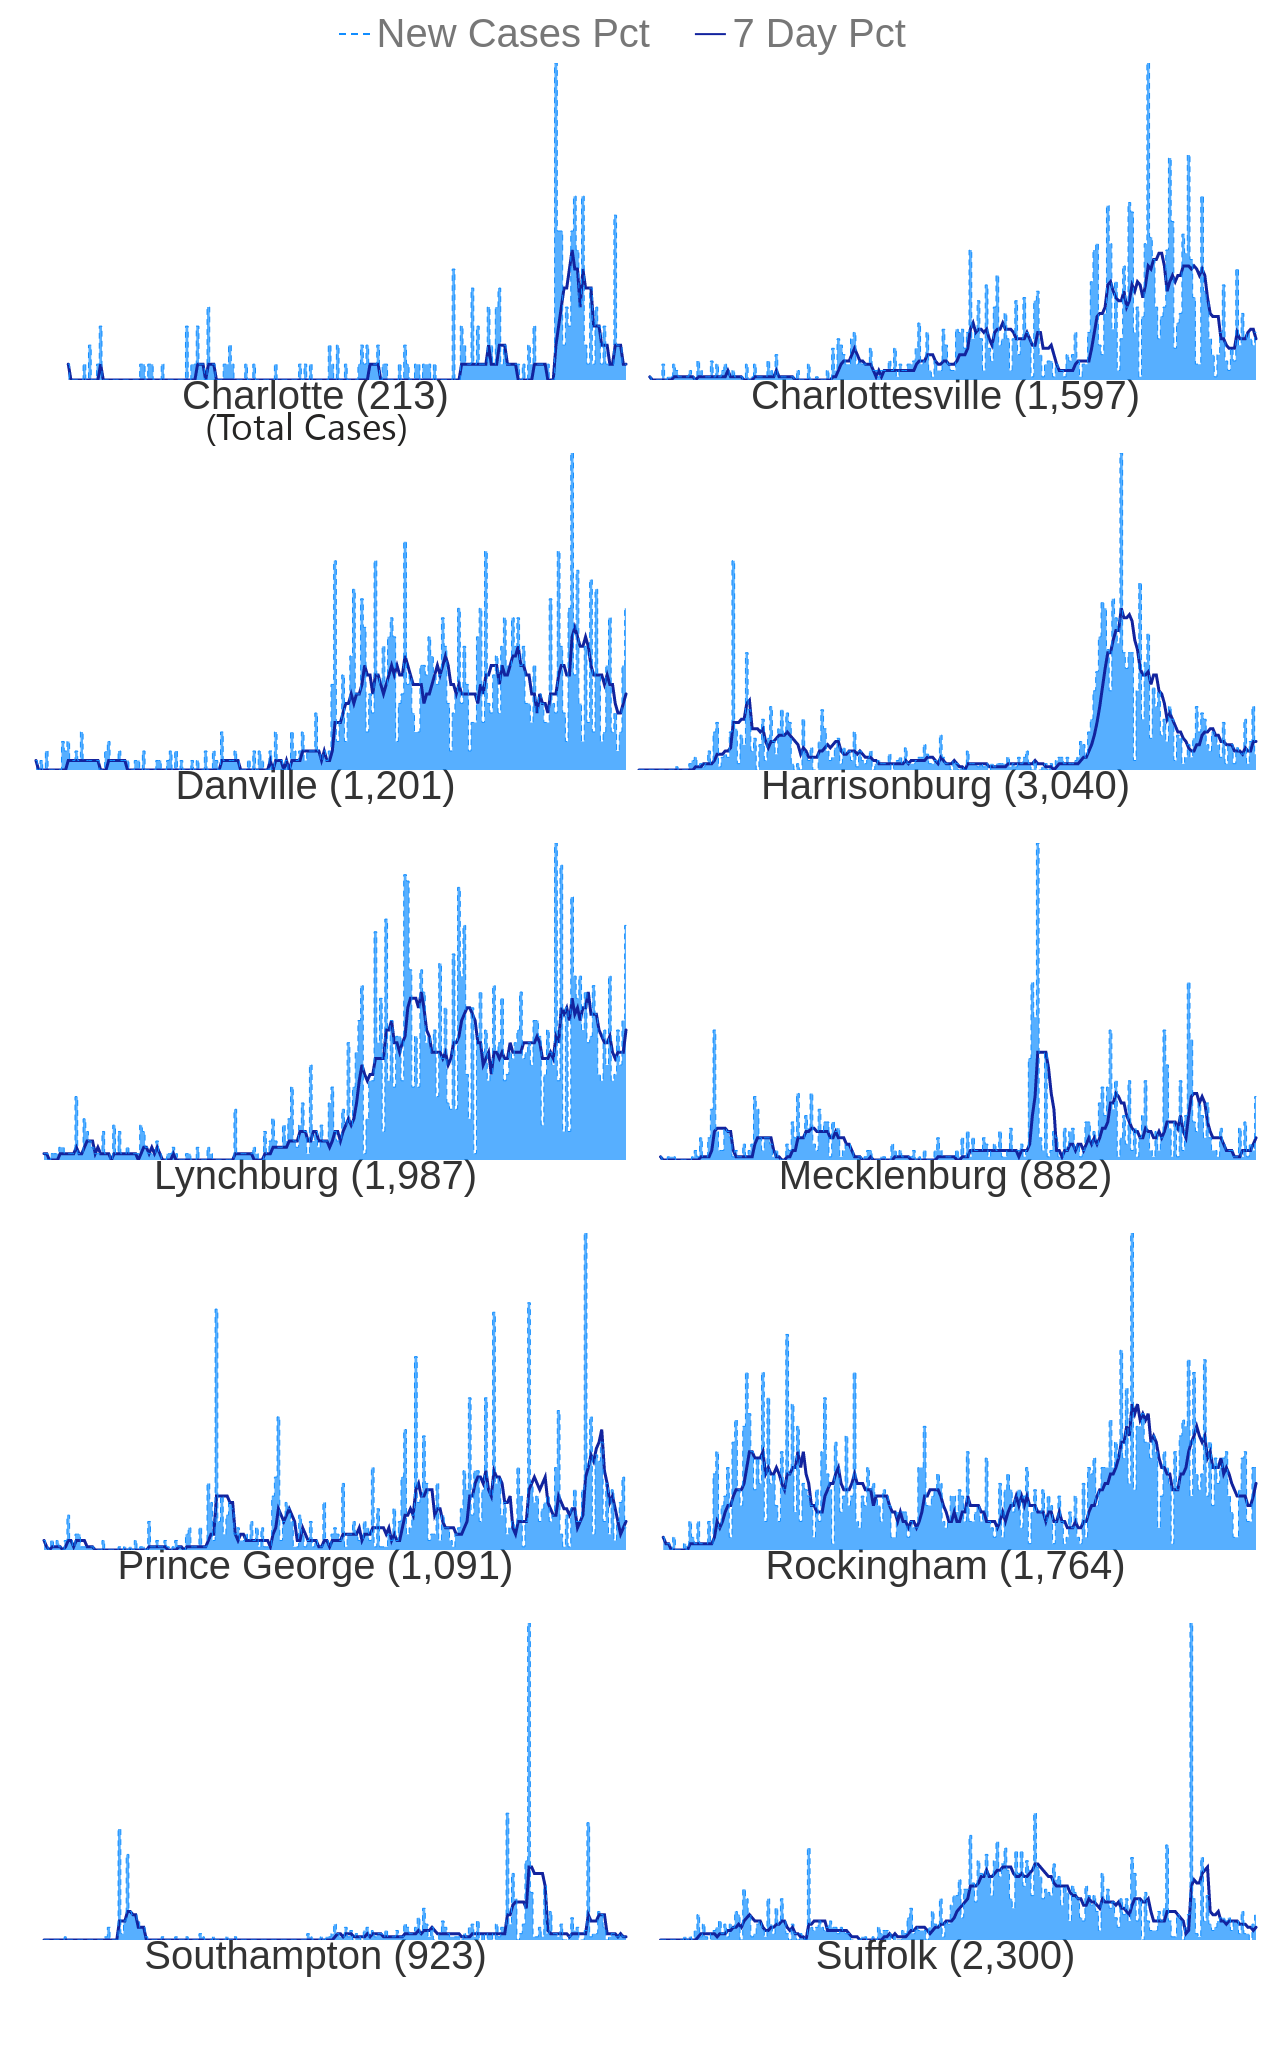 New Cases Pct 7 Day Pct
Charlotte (213) Charlottesville (1,597)
(Total Cases)
Danville (1,201) Harrisonburg (3,040)
Lynchburg (1,987) Mecklenburg (882)
Prince George (1,091) Rockingham (1,764)
Southampton (923) Suffolk (2,300)